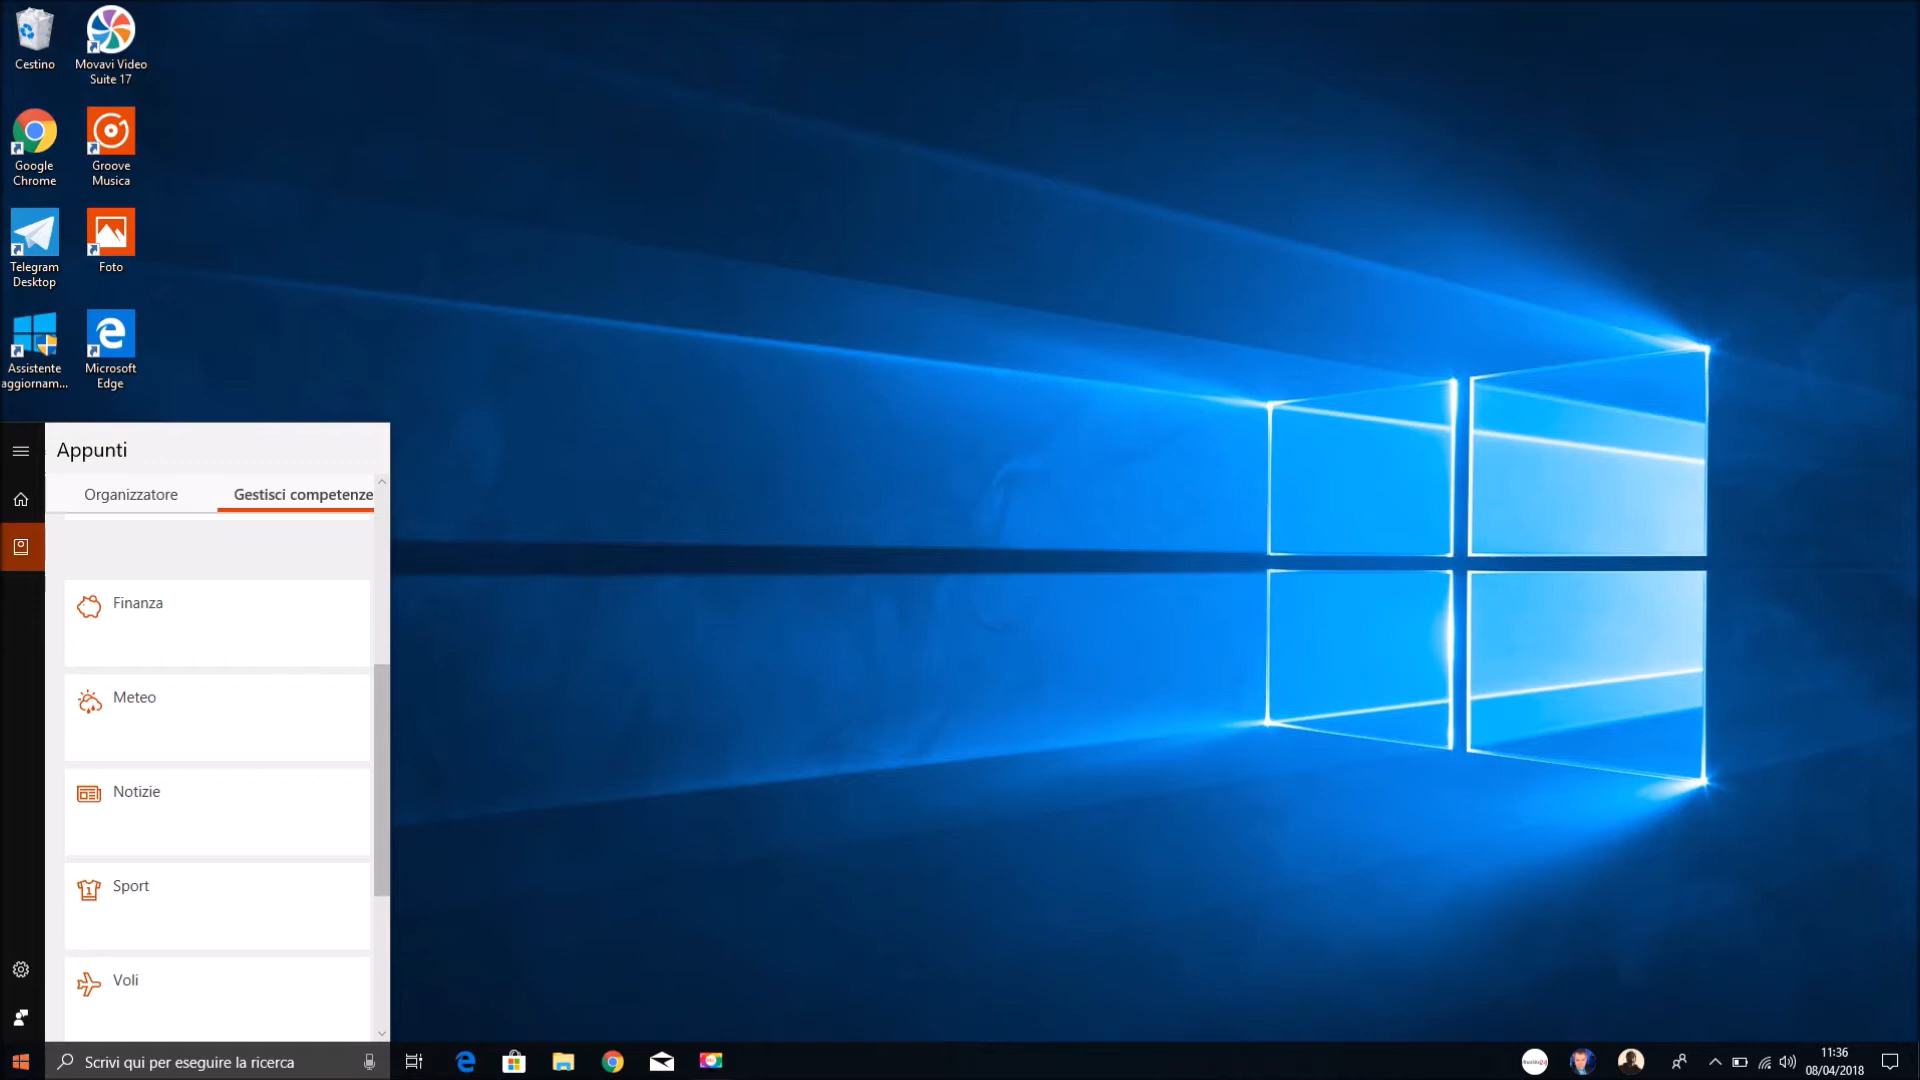 Cestino
Movavi Video
Suite 17
Google
Chrome
Groove
Musica
Telegram
Desktop
Foto
Assistente
aggiornam...
Microsoft
Edge
Appunti
Organizzatore
Gestisci competenze
Finanza
Meteo
Notizie
Sport
Voli
Scrivi qui per eseguire la ricerca
11:36
08/04/2018